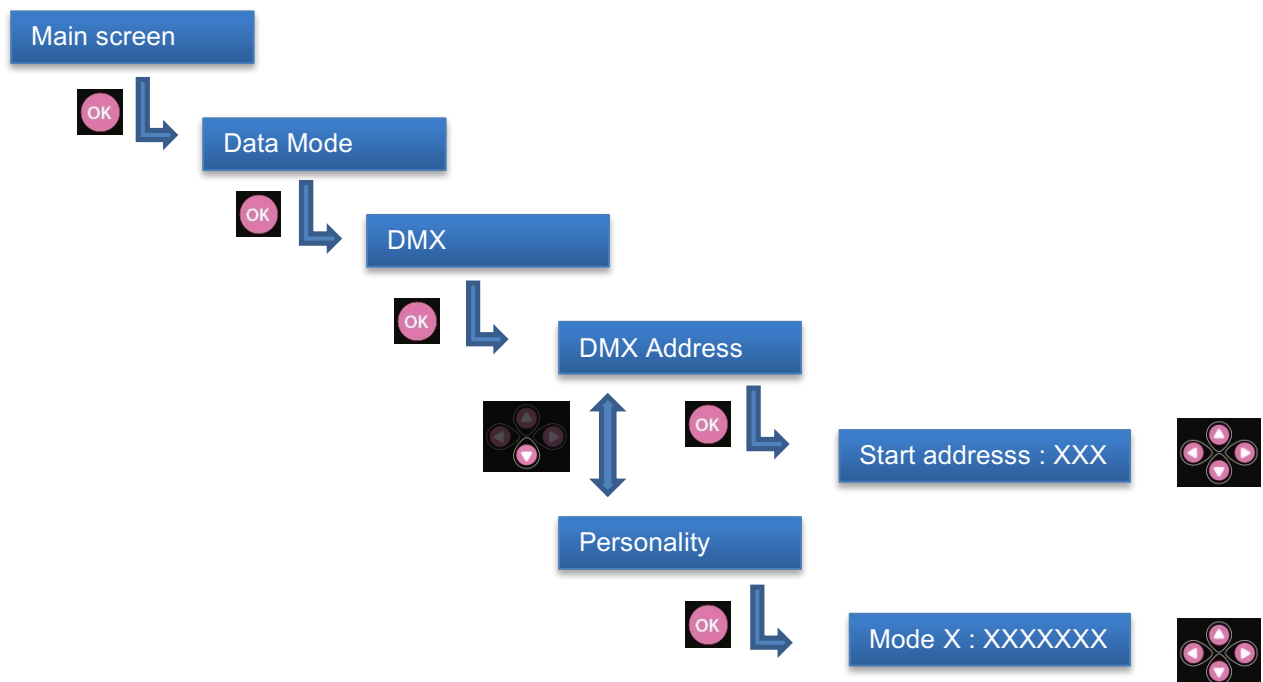 Main screen
OK
Data Mode
OK
DMX
OK
DMX Address
OK
Start addresss : XXX
Personality
OK
Mode X : XXXXXXX